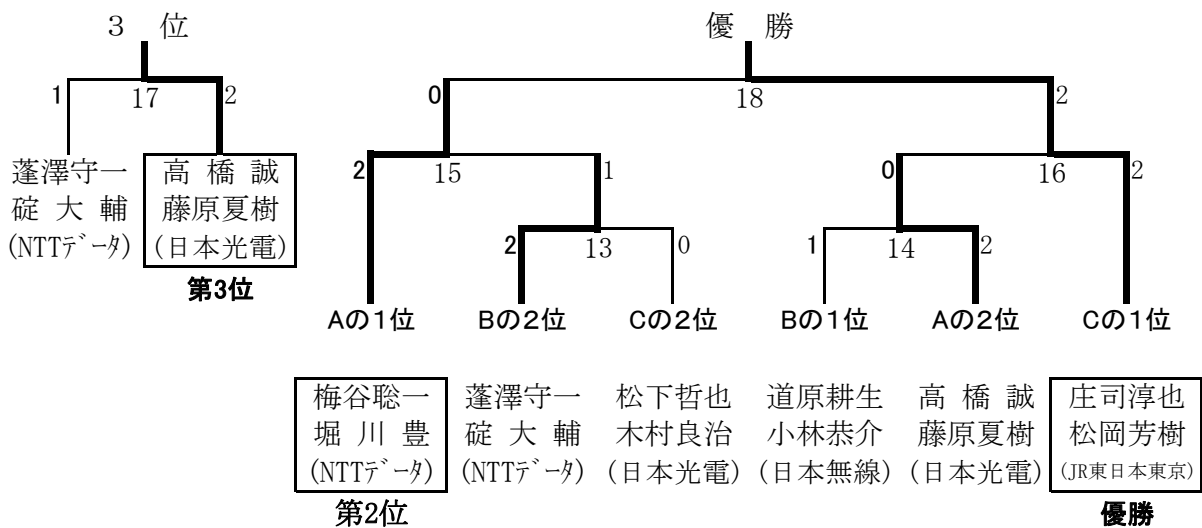 3 位
優 勝
1 17 2
0 18 2
蓬澤守一 高橋誠
碇大輔 藤原夏樹
(NTTデータ) (日本光電)
第3位
2 15 1 0 16 2
2 13 0 1 14 2
Aの1位 Bの2位 Cの2位 Bの1位 Aの2位 Cの1位
梅谷聡一 蓬澤守一 松下哲也 道原耕生 高橋誠 庄司淳也
堀川豊 碇大輔 木村良治 小林恭介 藤原夏樹 松岡芳樹
(NTTデータ) (NTTデータ) (日本光電) (日本無線) (日本光電) (JR東日本東京)
第2位 優勝